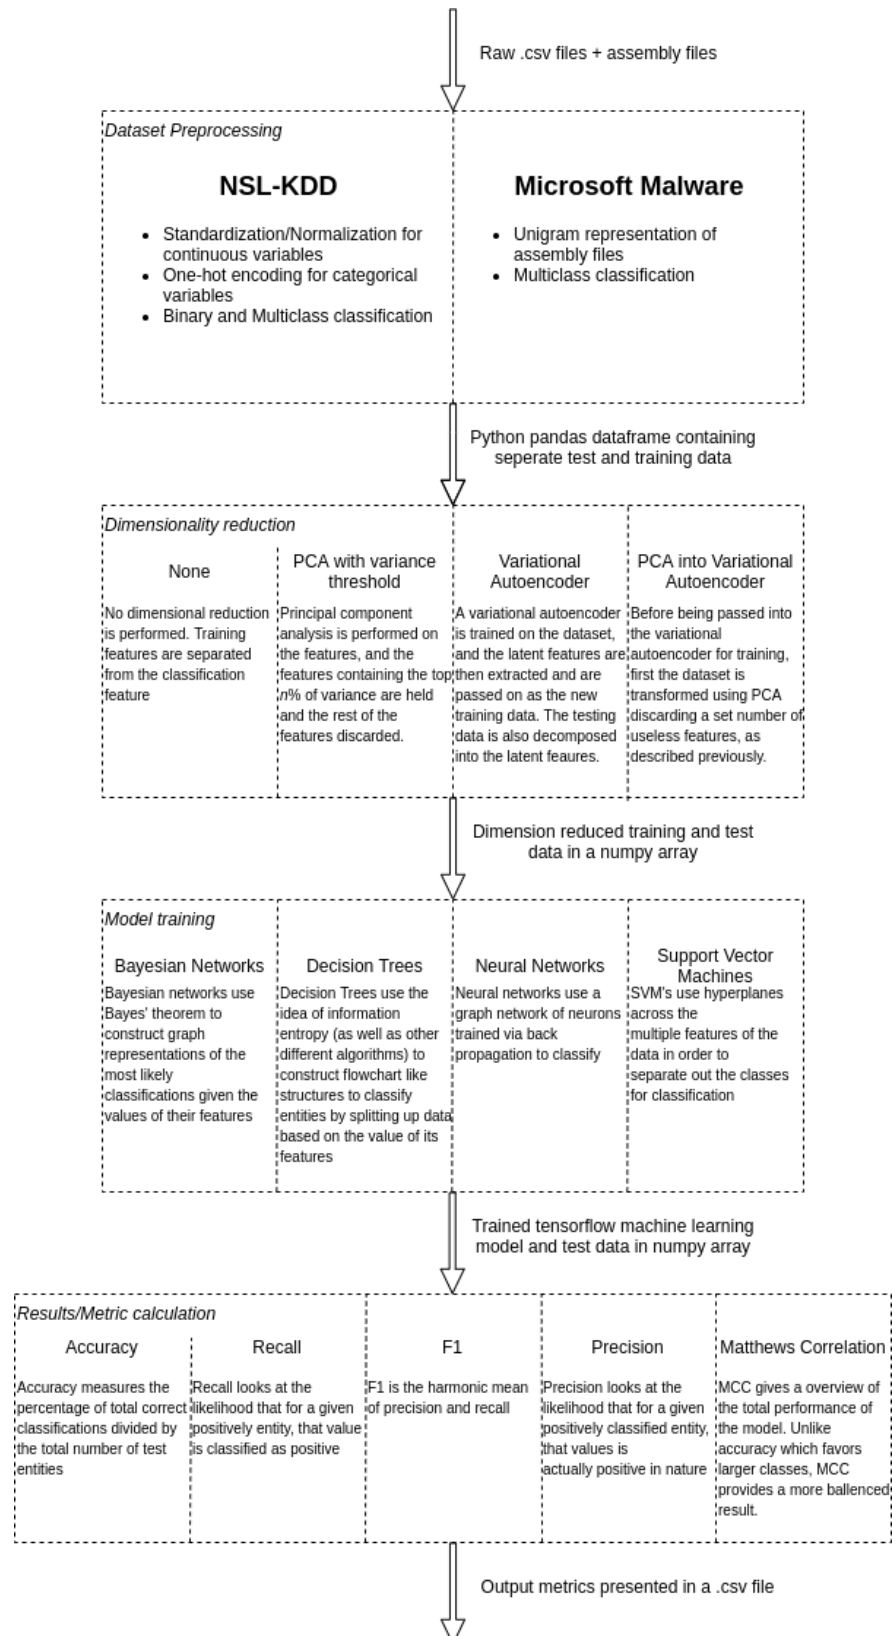 Raw .csv files + assembly files
Dataset Preprocessing
NSL-KDD
• Standardization/Normalization for
continuous variables
• One-hot encoding for categorical
variables
• Binary and Multiclass classification
Microsoft Malware
• Unigram representation of
assembly files
• Multiclass classification
Python pandas dataframe containing
seperate test and training data
Dimensionality reduction
None
No dimensional reduction
is performed. Training
features are separated
from the classification
feature
PCA with variance
threshold
Principal component
analysis is performed on
the features, and the
features containing the top
n% of variance are held
and the rest of the
features discarded.
Variational
Autoencoder
A variational autoencoder
is trained on the dataset,
and the latent features are
then extracted and are
passed on as the new
training data. The testing
data is also decomposed
into the latent feaures.
PCA into Variational
Autoencoder
Before being passed into
the variational
autoencoder for training,
first the dataset is
transformed using PCA
discarding a set number of
useless features, as
described previously.
Dimension reduced training and test
data in a numpy array
Model training
Bayesian Networks
Bayesian networks use
Bayes' theorem to
construct graph
representations of the
most likely
classifications given the
values of their features
Decision Trees
Decision Trees use the
idea of information
entropy (as well as other
different algorithms) to
construct flowchart like
structures to classify
entities by splitting up data
based on the value of its
features
Neural Networks
Neural networks use a
graph network of neurons
trained via back
propagation to classify
Support Vector
Machines
SVM's use hyperplanes
across the
multiple features of the
data in order to
separate out the classes
for classification
Trained tensorflow machine learning
model and test data in numpy array
Results/Metric calculation
Accuracy
Accuracy measures the
percentage of total correct
classifications divided by
the total number of test
entities
Recall
Recall looks at the
likelihood that for a given
positively entity, that value
is classified as positive
F1
F1 is the harmonic mean
of precision and recall
Precision
Precision looks at the
likelihood that for a given
positively classified entity,
that values is
actually positive in nature
Matthews Correlation
MCC gives a overview of
the total performance of
the model. Unlike
accuracy which favors
larger classes, MCC
provides a more ballenced
result.
Output metrics presented in a .csv file